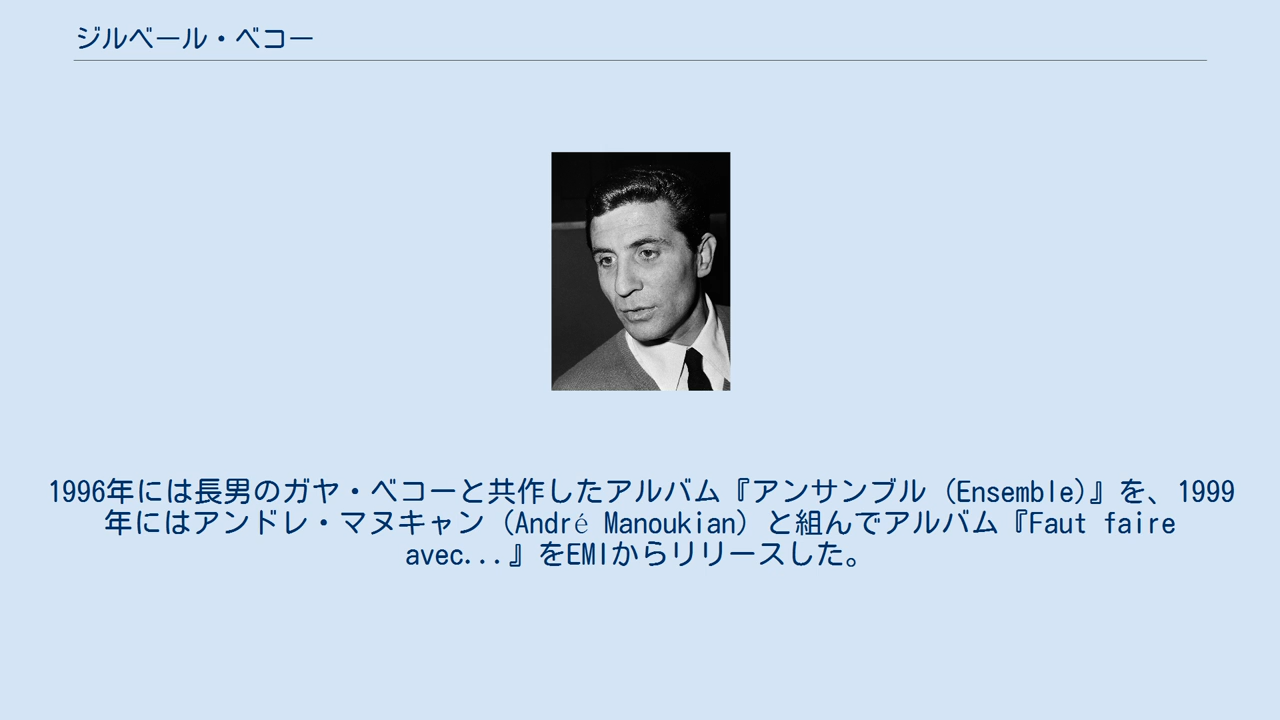 ジルベール・ベコー
1996年には長男のガヤ・ベコーと共作したアルバム『アンサンブル（Ensemble）』を、1999
年にはアンドレ・マヌキャン（André Manoukian）と組んでアルバム『Faut faire
avec...』をEMIからリリースした。